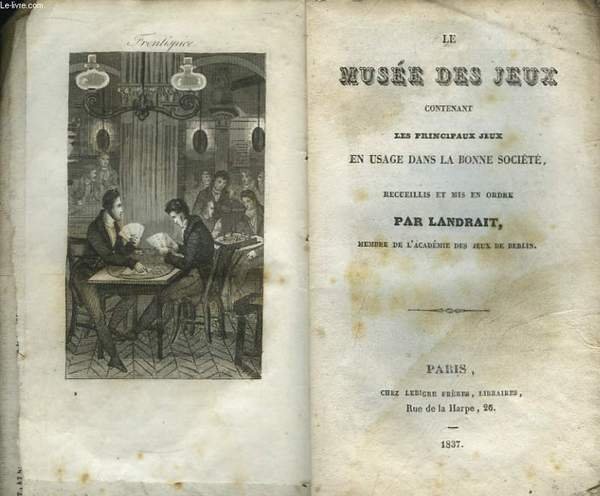 Le-livre.com
Frontispice.
LE
MUSÉE DES JEUX
CONTENANT
LES PRINCIPAUX JEUX
EN USAGE DANS LA BONNE SOCIÉTÉ,
RECUEILLIS ET MIS EN ORDRE
PAR LANDRAIT,
MEMBRE DE L'ACADÉMIE DES JEUX DE BERLIN.
PARIS,
CHEZ LEBIGRE FRÈRES, LIBRAIRES,
Rue de la Harpe, 26.
1837.